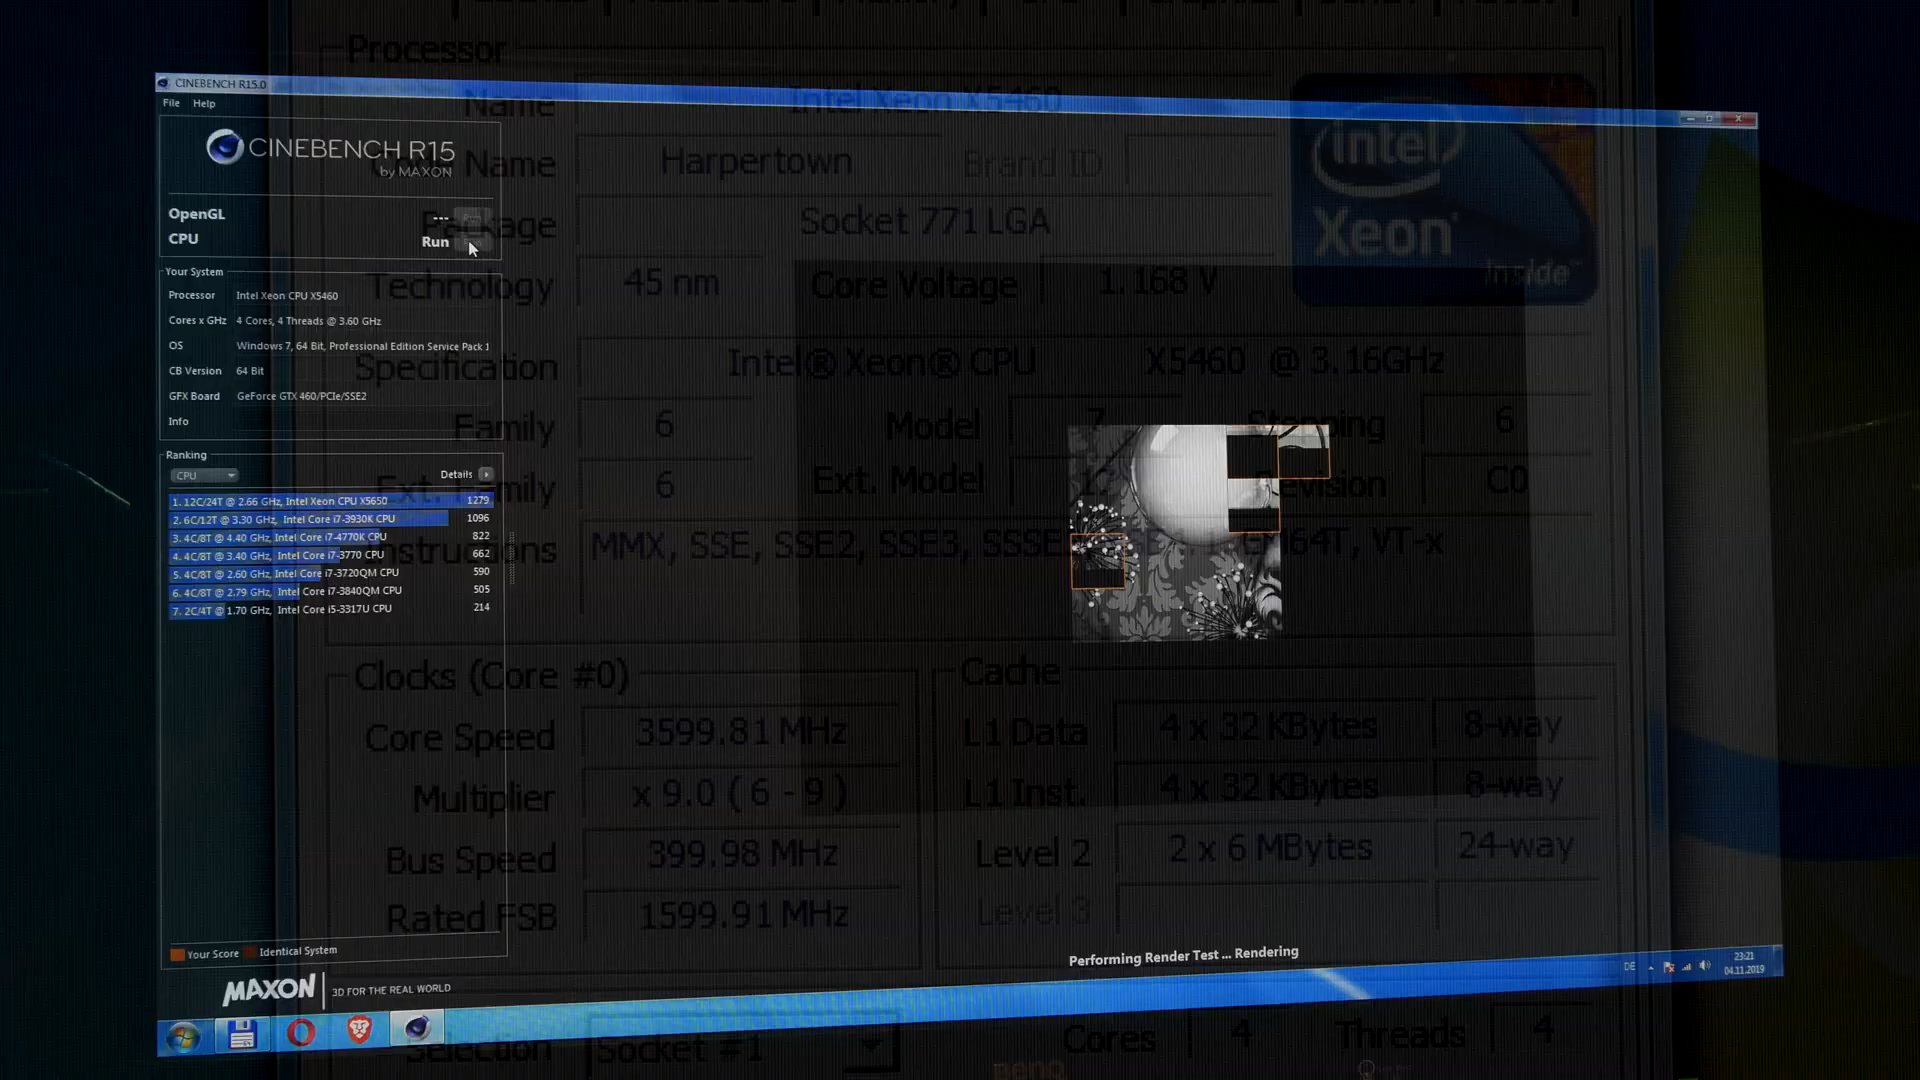 Processor
CINEBENCH R15.0
File Help
CINEBENCH R15
by MAXON
OpenGL ---
CPU Run
Your System
Processor Intel Xeon CPU X5460
Cores x GHz 4 Cores, 4 Threads @ 3.60 GHz
OS Windows 7, 64 Bit, Professional Edition Service Pack 1
CB Version 64 Bit
GFX Board GeForce GTX 460/PCIe/SSE2
Info
Ranking
CPU Details
1. 12C/24T @ 2.66 GHz, Intel Xeon CPU X5650 1279
2. 6C/12T @ 3.30 GHz, Intel Core i7-3930K CPU 1096
3. 4C/8T @ 4.40 GHz, Intel Core i7-4770K CPU 822
4. 4C/8T @ 3.40 GHz, Intel Core i7-3770 CPU 662
5. 4C/8T @ 2.60 GHz, Intel Core i7-3720QM CPU 590
6. 4C/8T @ 2.79 GHz, Intel Core i7-3840QM CPU 505
7. 2C/4T @ 1.70 GHz, Intel Core i5-3317U CPU 214
Your Score Identical System
MAXON 3D FOR THE REAL WORLD
Performing Render Test ... Rendering
DE 23:21
04.11.2019
Name Intel Xeon X5460
Name Harpertown Brand ID
Package Socket 771 LGA
Technology 45 nm Core Voltage 1.168 V
Specification Intel® Xeon® CPU X5460 @ 3.16GHz
Family 6 Model 7 Stepping 6
Ext. Family 6 Ext. Model Revision C0
Instructions MMX, SSE, SSE2, SSE3, VT-x
intel
Xeon
inside™
Clocks (Core #0)
Core Speed 3599.81 MHz
Multiplier x 9.0 ( 6 - 9 )
Bus Speed 399.98 MHz
Rated FSB 1599.91 MHz
Cache
L1 Data 4 x 32 KBytes 8-way
L1 Inst. 4 x 32 KBytes 8-way
Level 2 2 x 6 MBytes 24-way
Level 3
Selection Socket #1 Cores 4 Threads 4
BenQ